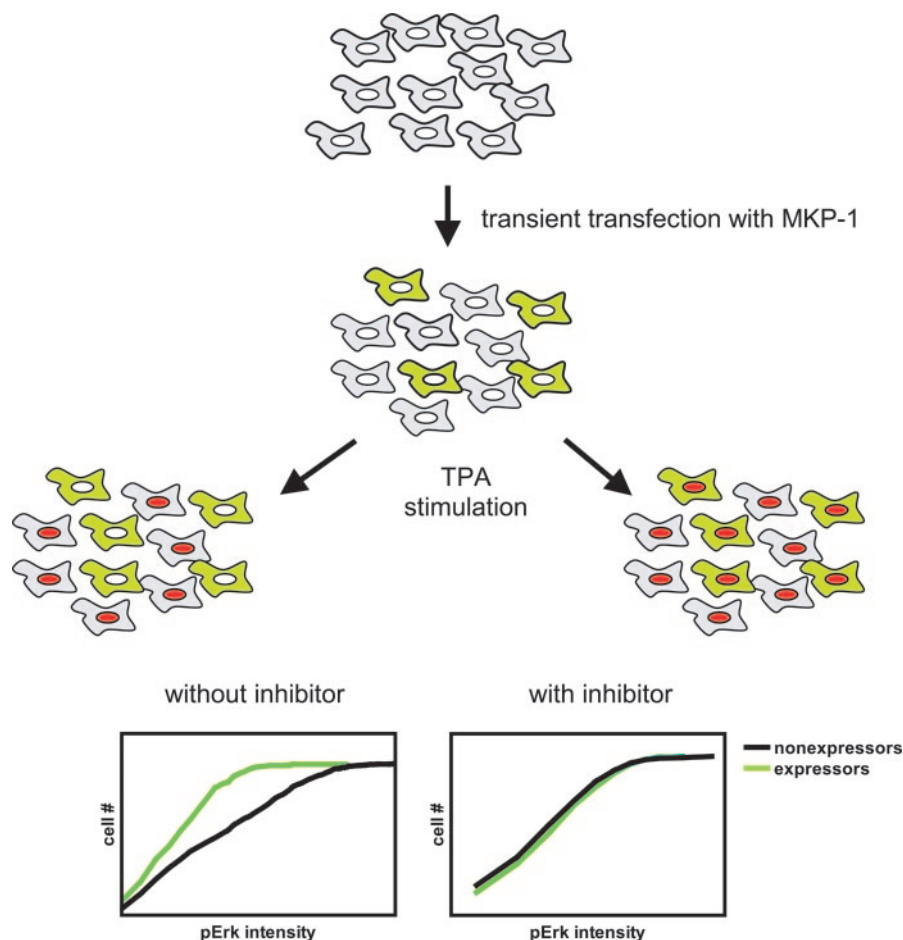 transient transfection with MKP-1
TPA
stimulation
without inhibitor
with inhibitor
cell #
pErk intensity
cell #
pErk intensity
nonexpressors
expressors